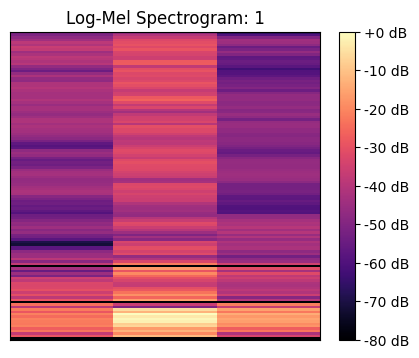 Log-Mel Spectrogram: 1
+0 dB
-10 dB
-20 dB
-30 dB
-40 dB
-50 dB
-60 dB
-70 dB
-80 dB